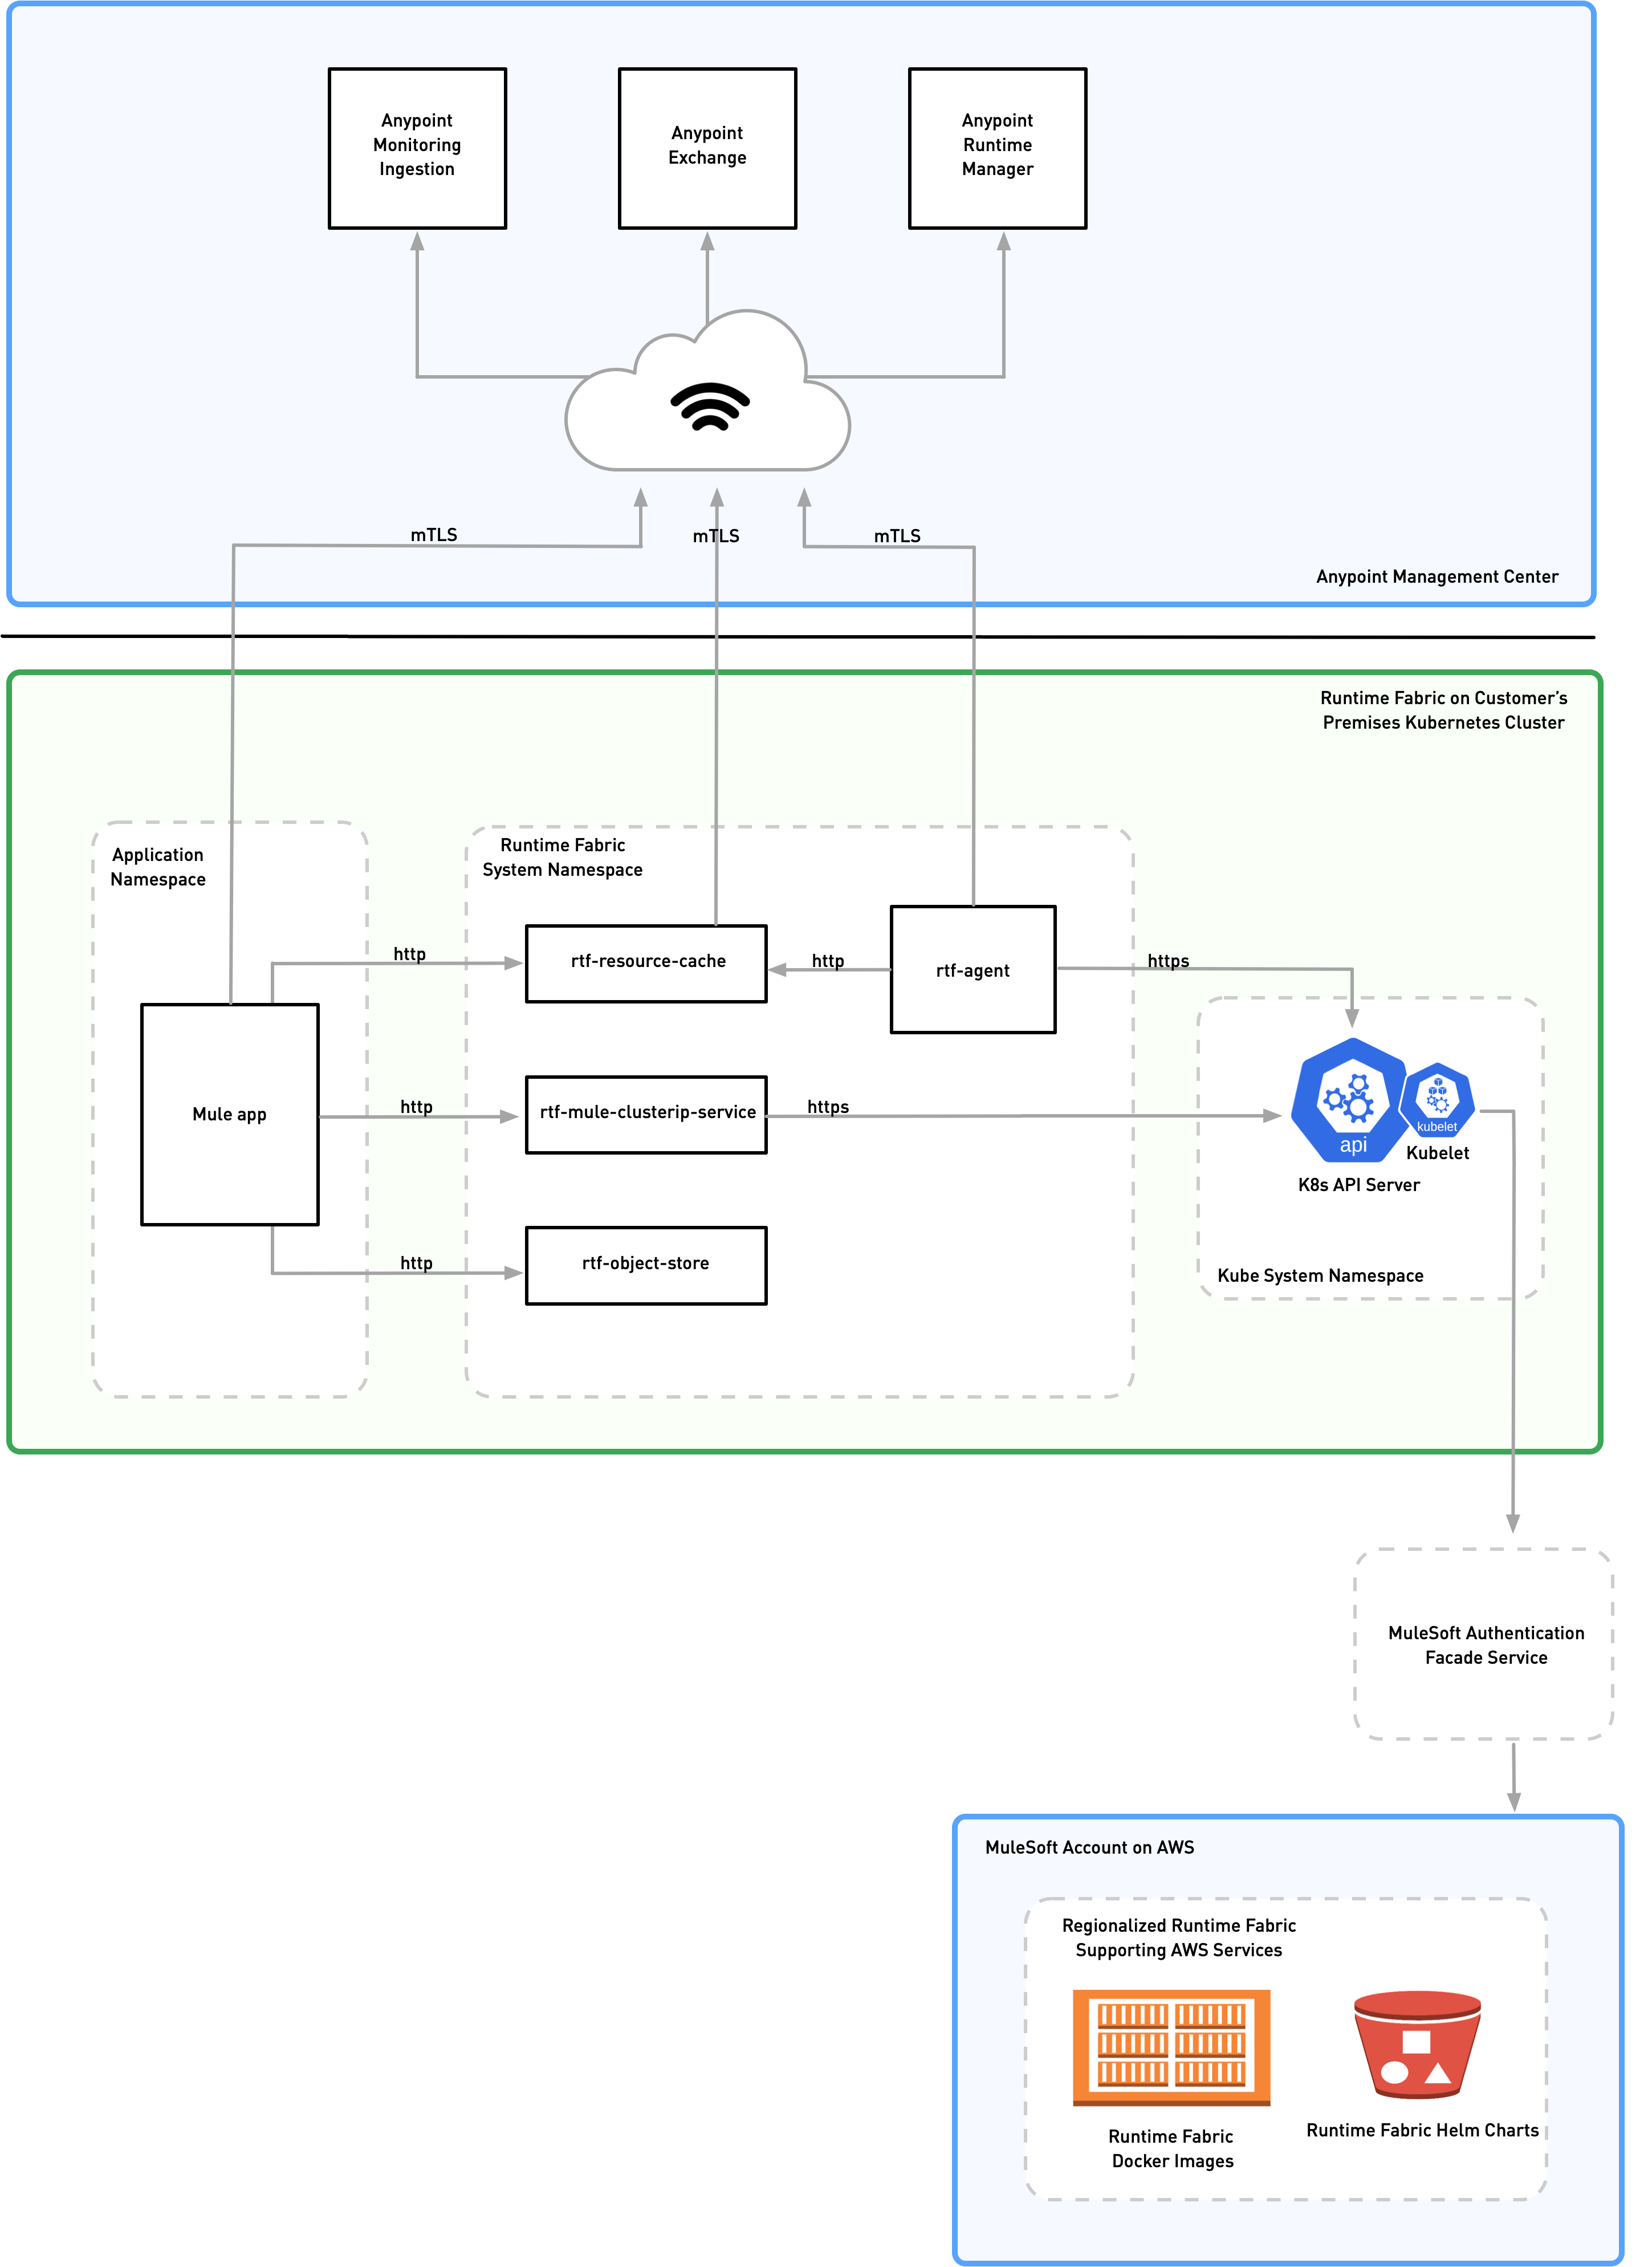 Anypoint
Monitoring
Ingestion
Anypoint
Exchange
Anypoint
Runtime
Manager
mTLS
mTLS
mTLS
Anypoint Management Center
Runtime Fabric on Customer’s
Premises Kubernetes Cluster
Application
Namespace
Runtime Fabric
System Namespace
http
rtf-resource-cache
http
rtf-agent
https
Mule app
http
rtf-mule-clusterip-service
https
api
kubelet
Kubelet
K8s API Server
http
rtf-object-store
Kube System Namespace
MuleSoft Authentication
Facade Service
MuleSoft Account on AWS
Regionalized Runtime Fabric
Supporting AWS Services
Runtime Fabric
Docker Images
Runtime Fabric Helm Charts